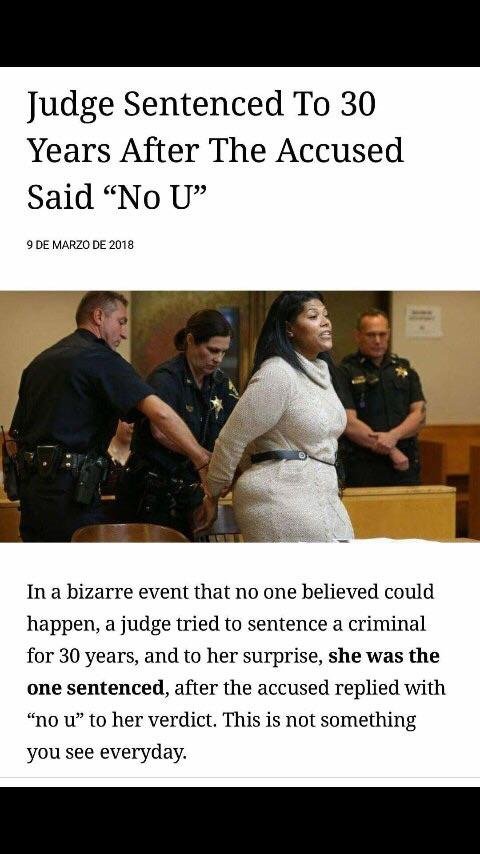 Judge Sentenced To 30
Years After The Accused
Said “No U”
9 DE MARZO DE 2018
In a bizarre event that no one believed could
happen, a judge tried to sentence a criminal
for 30 years, and to her surprise, she was the
one sentenced, after the accused replied with
“no u” to her verdict. This is not something
you see everyday.